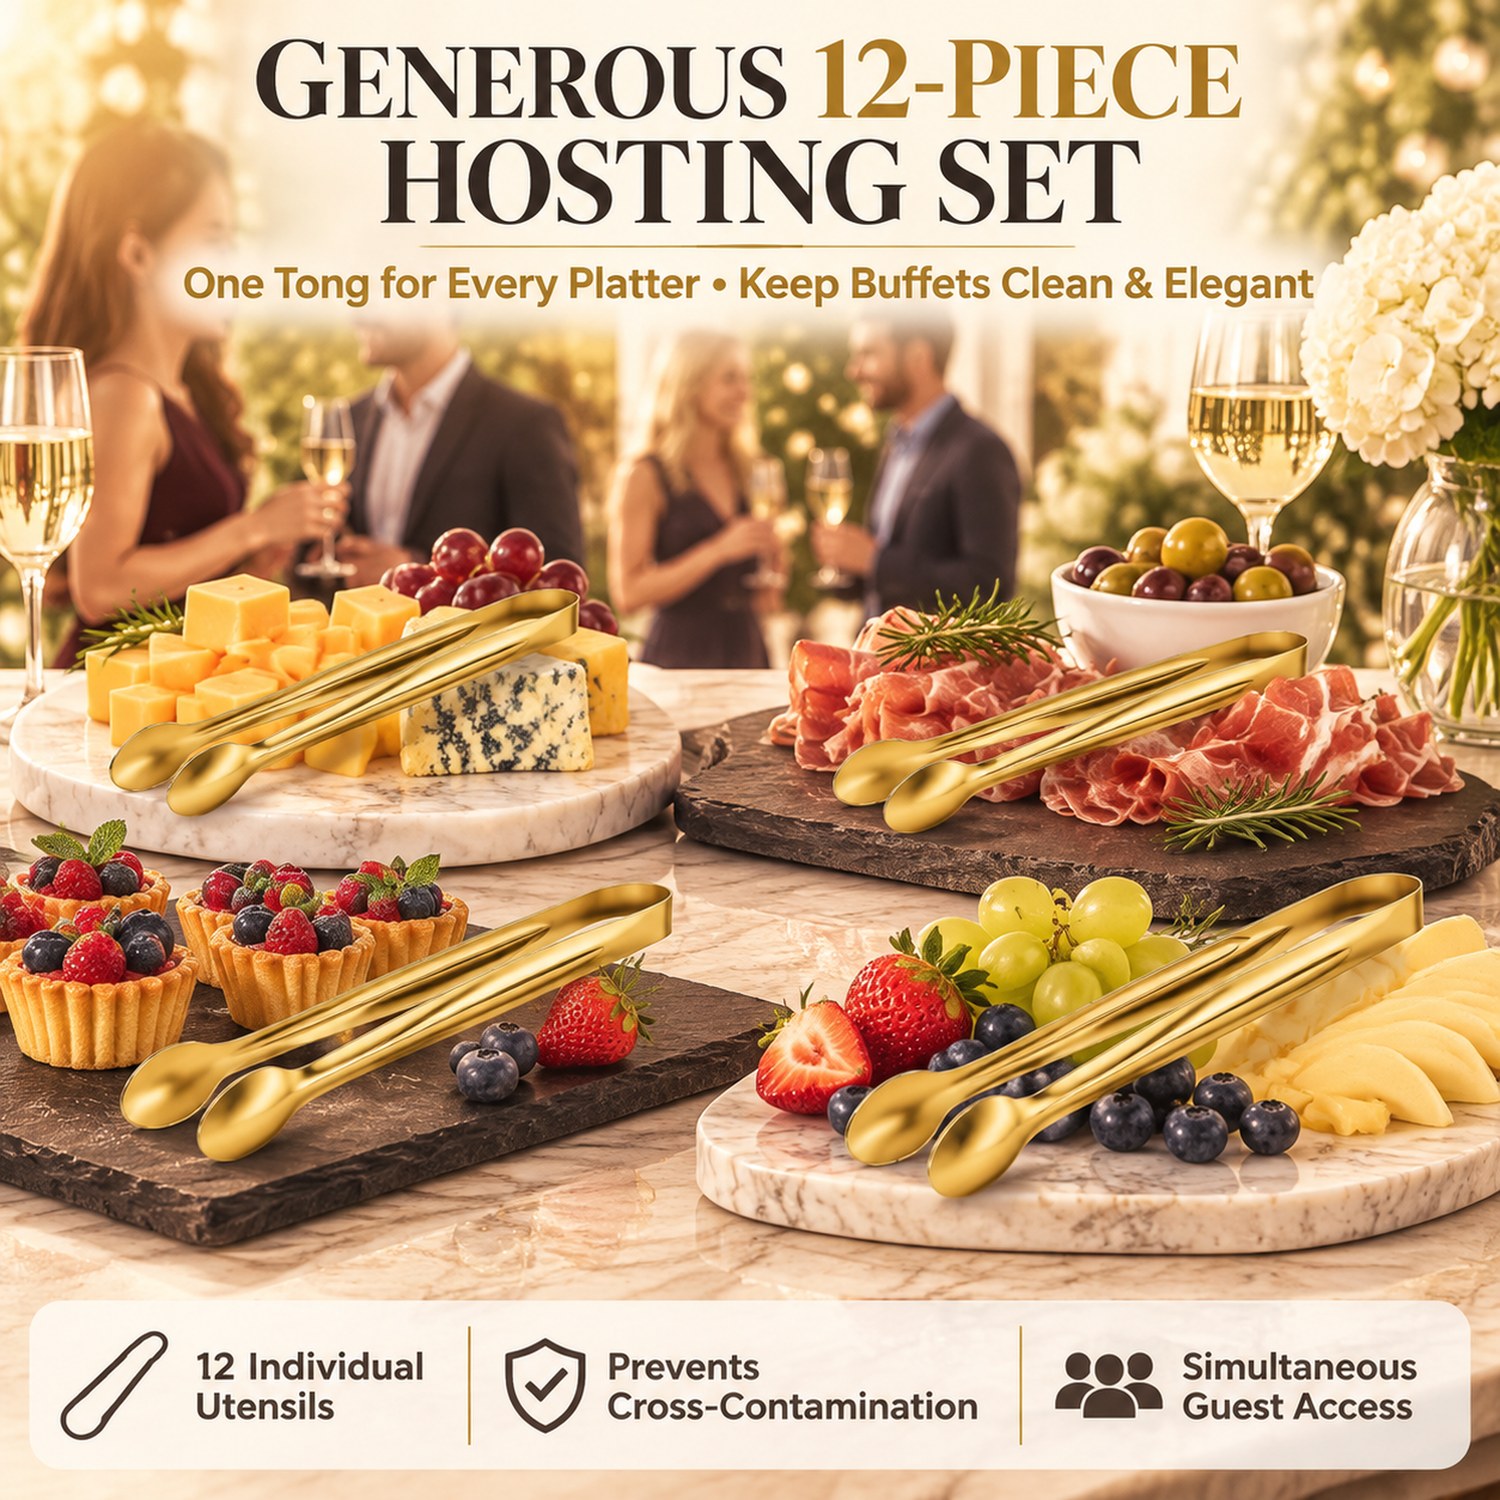 GENEROUS 12-PIECE
HOSTING SET
One Tong for Every Platter • Keep Buffets Clean & Elegant
12 Individual
Utensils
Prevents
Cross-Contamination
Simultaneous
Guest Access